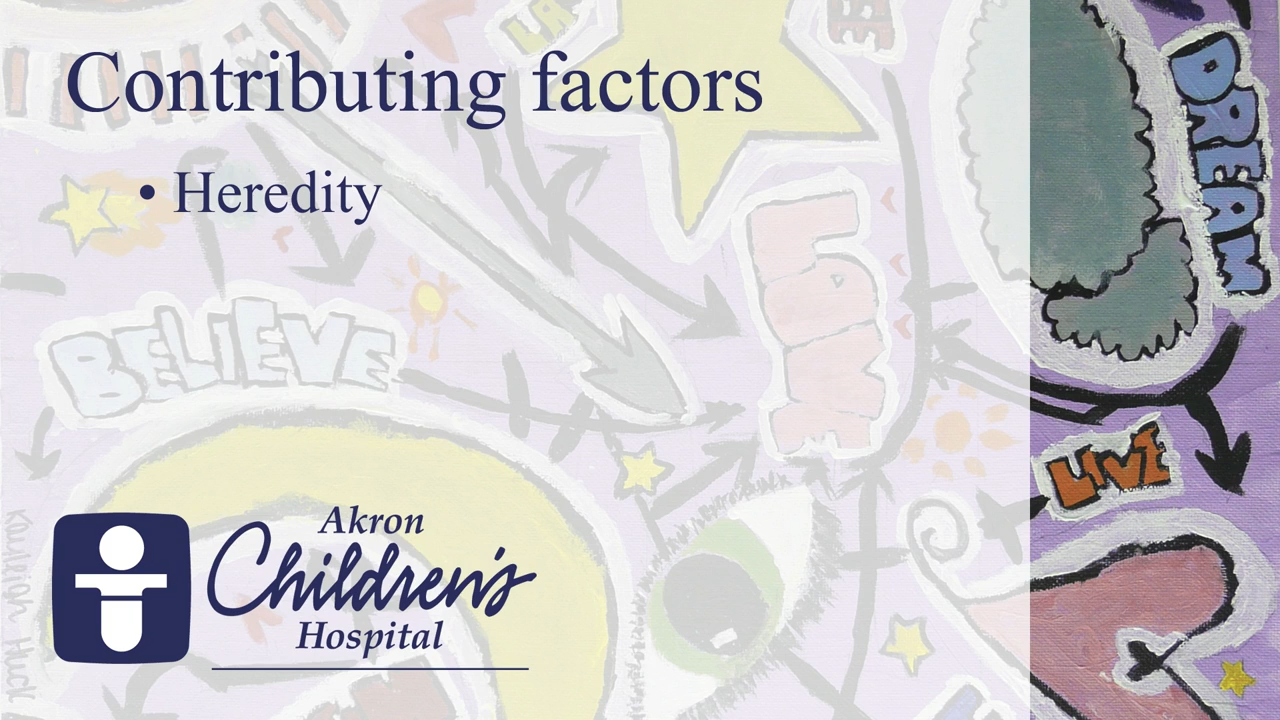 Contributing factors
• Heredity
BELIEVE
DREAM
LIVE
Akron
Children's
Hospital